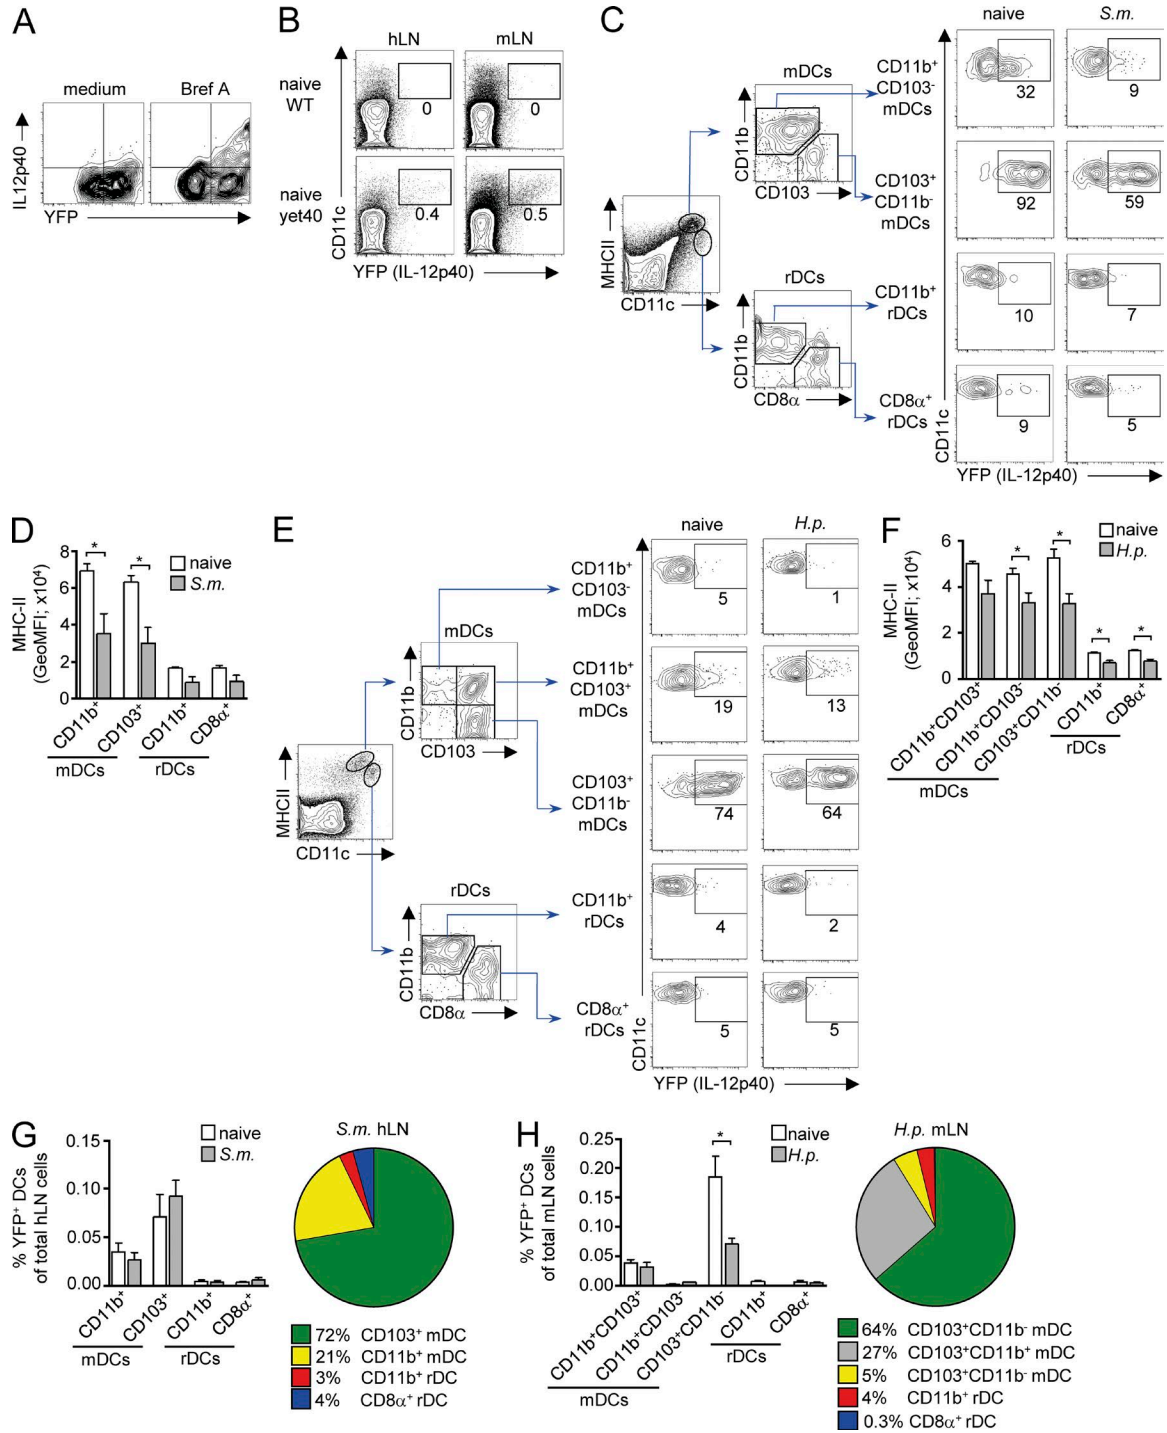 A
medium
Bref A
IL12p40
YFP
B
hLN
mLN
naive
WT
0
0
naive
yet40
0.4
0.5
CD11c
YFP (IL-12p40)
C
MHCII
CD11c
mDCs
CD11b
CD103
rDCs
CD11b
CD8α
naive
S.m.
CD11b⁺
CD103⁻
mDCs
32
9
CD103⁺
CD11b⁻
mDCs
92
59
CD11b⁺
rDCs
10
7
CD8α⁺
rDCs
9
5
CD11c
YFP (IL-12p40)
D
MHC-II
(GeoMFI; x10⁴)
8
6
4
2
0
*
*
naive
S.m.
CD11b⁺
CD103⁺
CD11b⁺
CD8α⁺
mDCs
rDCs
E
MHCII
CD11c
mDCs
CD11b
CD103
rDCs
CD11b
CD8α
naive
H.p.
CD11b⁺
CD103⁻
mDCs
5
1
CD11b⁺
CD103⁺
mDCs
19
13
CD103⁺
CD11b⁻
mDCs
74
64
CD11b⁺
rDCs
4
2
CD8α⁺
rDCs
5
5
CD11c
YFP (IL-12p40)
F
MHC-II
(GeoMFI; x10⁴)
6
4
2
0
*
*
*
*
naive
H.p.
CD11b⁺CD103⁺
CD11b⁺CD103⁻
CD103⁺CD11b⁻
CD11b⁺
CD8α⁺
mDCs
rDCs
G
% YFP⁺ DCs
of total hLN cells
0.15
0.10
0.05
0.00
naive
S.m.
CD11b⁺
CD103⁺
CD11b⁺
CD8α⁺
mDCs
rDCs
S.m. hLN
72% CD103⁺ mDC
21% CD11b⁺ mDC
3% CD11b⁺ rDC
4% CD8α⁺ rDC
H
% YFP⁺ DCs
of total mLN cells
0.25
0.20
0.15
0.10
0.05
0.00
*
naive
H.p.
CD11b⁺CD103⁺
CD11b⁺CD103⁻
CD103⁺CD11b⁻
CD11b⁺
CD8α⁺
mDCs
rDCs
H.p. mLN
64% CD103⁺CD11b⁻ mDC
27% CD103⁺CD11b⁺ mDC
5% CD103⁺CD11b⁻ mDC
4% CD11b⁺ rDC
0.3% CD8α⁺ rDC